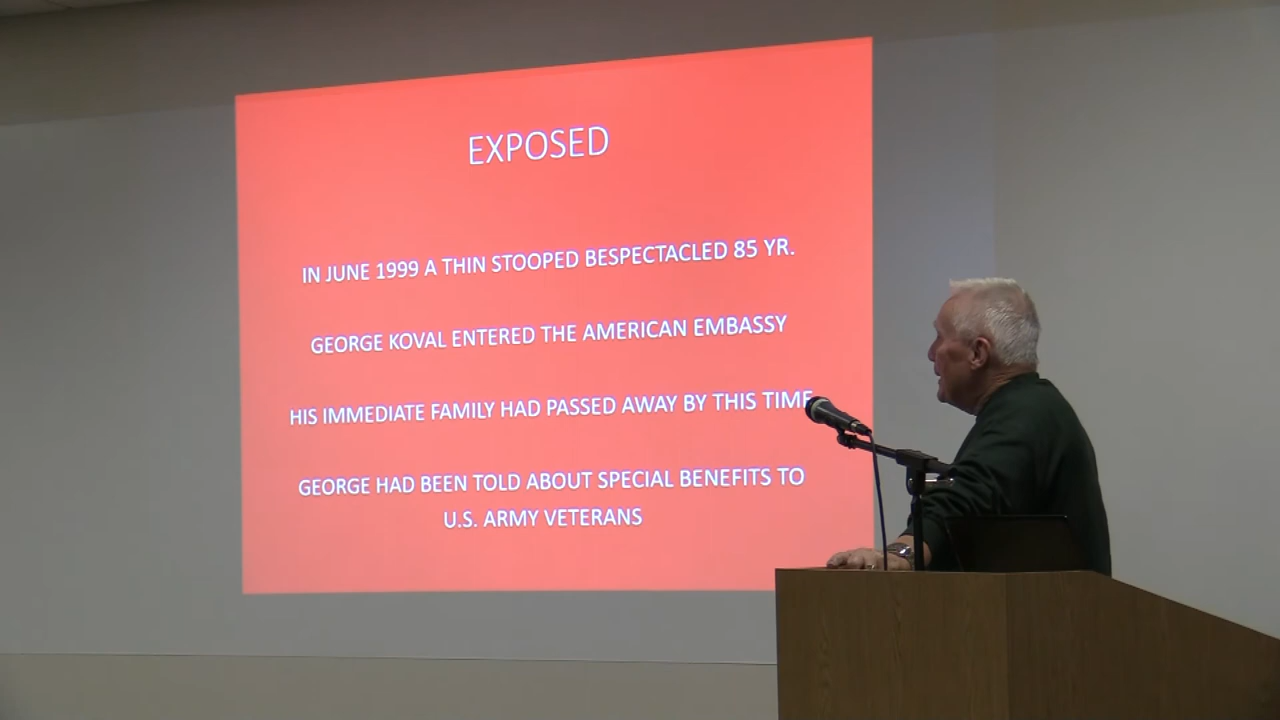 EXPOSED
IN JUNE 1999 A THIN STOOPED BESPECTACLED 85 YR.
GEORGE KOVAL ENTERED THE AMERICAN EMBASSY
HIS IMMEDIATE FAMILY HAD PASSED AWAY BY THIS TIME
GEORGE HAD BEEN TOLD ABOUT SPECIAL BENEFITS TO
U.S. ARMY VETERANS